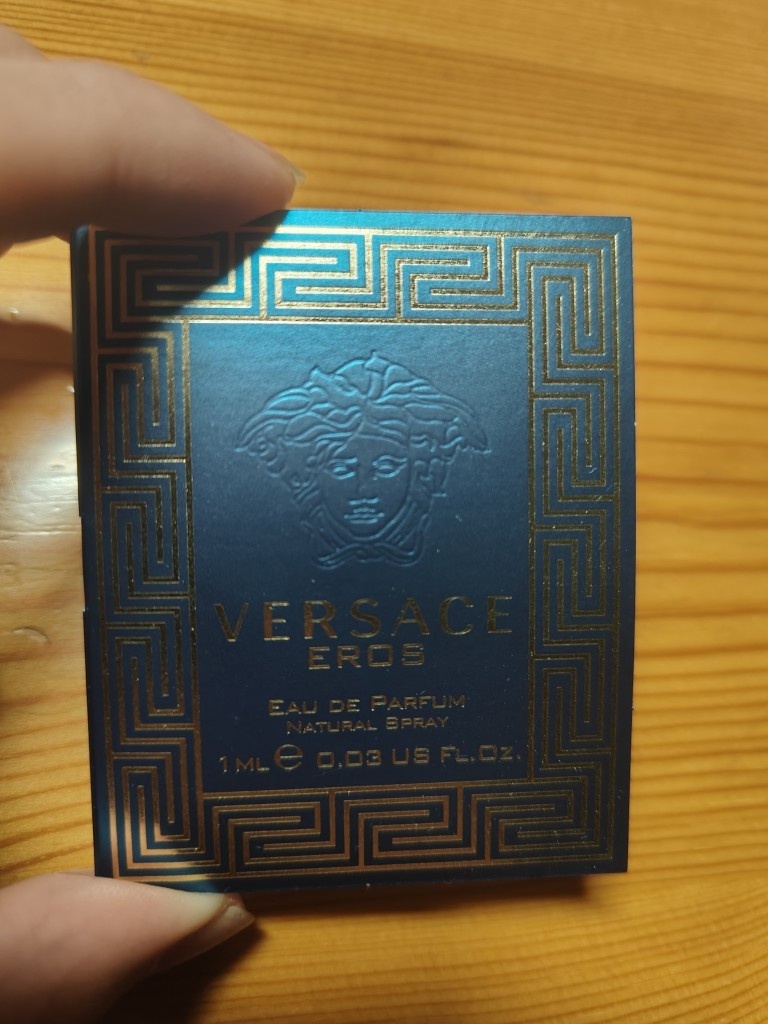 VERSACE
EROS
EAU DE PARFUM
NATURAL SPRAY
1 ML ℮ 0.03 US FL.OZ.